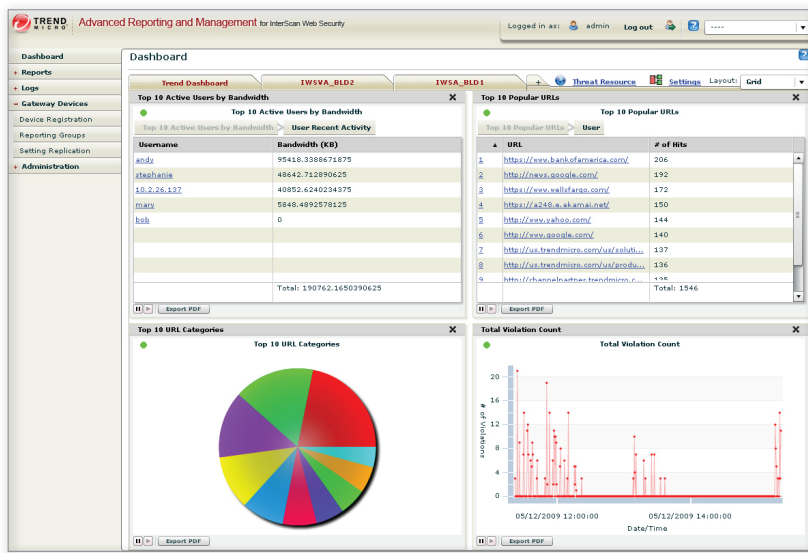 TREND MICRO Advanced Reporting and Management for InterScan Web Security
Logged in as: admin Log out ? ----
Dashboard
+ Reports
+ Logs
− Gateway Devices
Device Registration
Reporting Groups
Setting Replication
+ Administration
Dashboard ?
Trend Dashboard IWSVA_BLD2 IWSA_BLD1 + Threat Resource Settings Layout: Grid
Top 10 Active Users by Bandwidth X
Top 10 Active Users by Bandwidth
Top 10 Active Users by Bandwidth User Recent Activity
Username Bandwidth (KB)
andy 95418.3388671875
stephanie 48642.712890625
10.2.26.137 40852.6240234375
mary 5848.4892578125
bob 0
Total: 190762.1650390625
Export PDF
Top 10 Popular URLs X
Top 10 Popular URLs
Top 10 Popular URLs User
URL # of Hits
1 https://www.bankofamerica.com/ 206
2 http://news.google.com/ 192
3 https://www.wellsfargo.com/ 172
4 https://a248.e.akamai.net/ 150
5 http://www.yahoo.com/ 144
6 http://www.google.com/ 140
7 http://us.trendmicro.com/us/soluti... 137
8 http://us.trendmicro.com/us/produ... 136
9 http://channelpartner.trendmicro.c... 135
Total: 1546
Export PDF
Top 10 URL Categories X
Top 10 URL Categories
Export PDF
Total Violation Count X
Total Violation Count
# of Violations
20
16
12
8
4
0
05/12/2009 12:00:00 05/12/2009 14:00:00
Date/Time
Export PDF